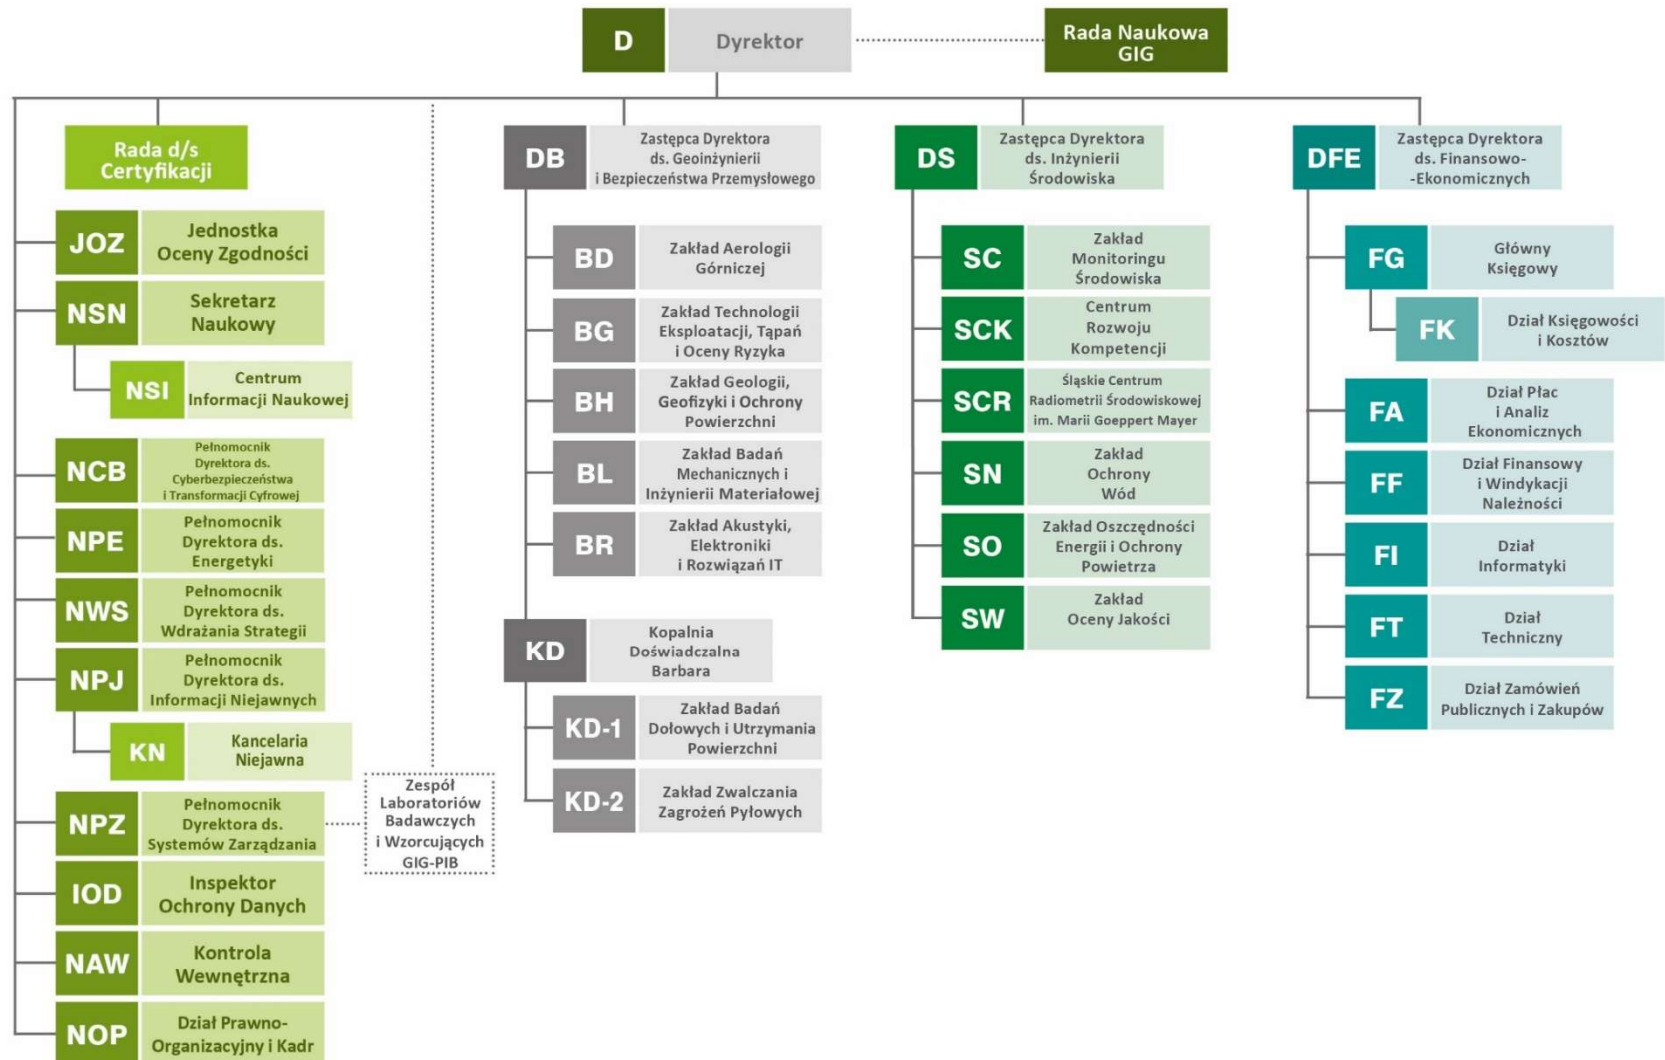 D
Dyrektor
Rada Naukowa
GIG
Rada d/s
Certyfikacji
JOZ
Jednostka
Oceny Zgodności
NSN
Sekretarz
Naukowy
NSI
Centrum
Informacji Naukowej
NCB
Pełnomocnik
Dyrektora ds.
Cyberbezpieczeństwa
i Transformacji Cyfrowej
NPE
Pełnomocnik
Dyrektora ds.
Energetyki
NWS
Pełnomocnik
Dyrektora ds.
Wdrażania Strategii
NPJ
Pełnomocnik
Dyrektora ds.
Informacji Niejawnych
KN
Kancelaria
Niejawna
NPZ
Pełnomocnik
Dyrektora ds.
Systemów Zarządzania
IOD
Inspektor
Ochrony Danych
NAW
Kontrola
Wewnętrzna
NOP
Dział Prawno-
Organizacyjny i Kadr
Zespół
Laboratoriów
Badawczych
i Wzorcujących
GIG-PIB
DB
Zastępca Dyrektora
ds. Geoinżynierii
i Bezpieczeństwa Przemysłowego
BD
Zakład Aerologii
Górniczej
BG
Zakład Technologii
Eksploatacji, Tąpań
i Oceny Ryzyka
BH
Zakład Geologii,
Geofizyki i Ochrony
Powierzchni
BL
Zakład Badań
Mechanicznych i
Inżynierii Materiałowej
BR
Zakład Akustyki,
Elektroniki
i Rozwiązań IT
KD
Kopalnia
Doświadczalna
Barbara
KD-1
Zakład Badań
Dołowych i Utrzymania
Powierzchni
KD-2
Zakład Zwalczania
Zagrożeń Pyłowych
DS
Zastępca Dyrektora
ds. Inżynierii
Środowiska
SC
Zakład
Monitoringu
Środowiska
SCK
Centrum
Rozwoju
Kompetencji
SCR
Śląskie Centrum
Radiometrii Środowiskowej
im. Marii Goeppert Mayer
SN
Zakład
Ochrony
Wód
SO
Zakład Oszczędności
Energii i Ochrony
Powietrza
SW
Zakład
Oceny Jakości
DFE
Zastępca Dyrektora
ds. Finansowo-
-Ekonomicznych
FG
Główny
Księgowy
FK
Dział Księgowości
i Kosztów
FA
Dział Płac
i Analiz
Ekonomicznych
FF
Dział Finansowy
i Windykacji
Należności
FI
Dział
Informatyki
FT
Dział
Techniczny
FZ
Dział Zamówień
Publicznych i Zakupów